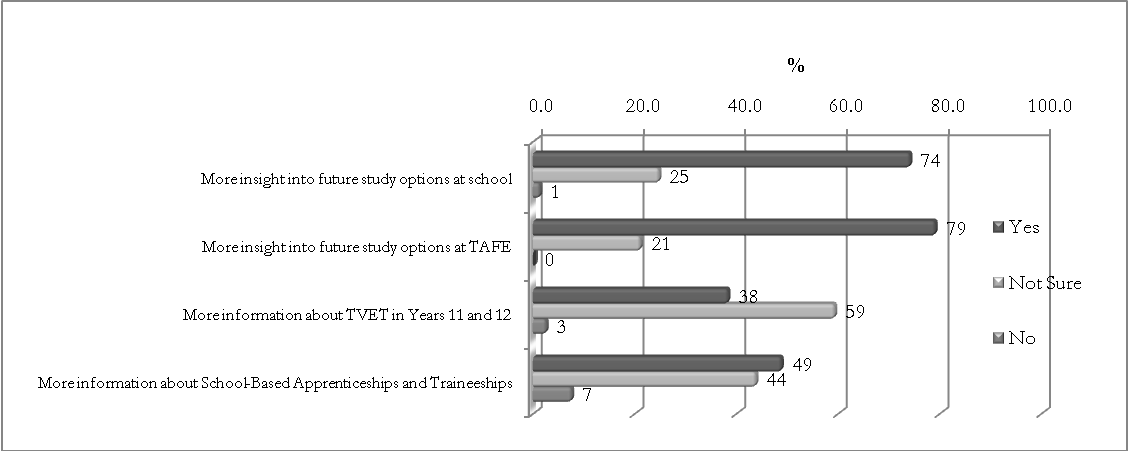 %
0.0 20.0 40.0 60.0 80.0 100.0
More insight into future study options at school
74
25
1
More insight into future study options at TAFE
79
21
0
More information about TVET in Years 11 and 12
38
59
3
More information about School-Based Apprenticeships and Traineeships
49
44
7
Yes
Not Sure
No